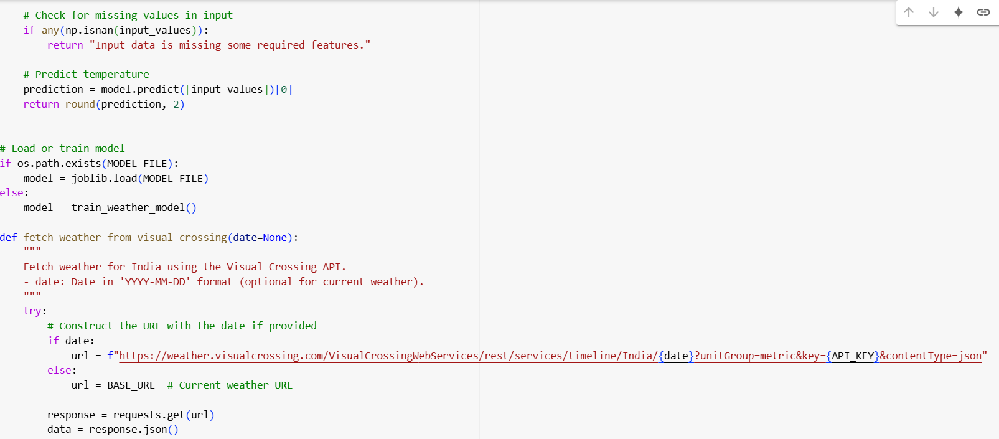 # Check for missing values in input
    if any(np.isnan(input_values)):
        return "Input data is missing some required features."

    # Predict temperature
    prediction = model.predict([input_values])[0]
    return round(prediction, 2)


# Load or train model
if os.path.exists(MODEL_FILE):
    model = joblib.load(MODEL_FILE)
else:
    model = train_weather_model()

def fetch_weather_from_visual_crossing(date=None):
    """
    Fetch weather for India using the Visual Crossing API.
    - date: Date in 'YYYY-MM-DD' format (optional for current weather).
    """
    try:
        # Construct the URL with the date if provided
        if date:
            url = f"https://weather.visualcrossing.com/VisualCrossingWebServices/rest/services/timeline/India/{date}?unitGroup=metric&key={API_KEY}&contentType=json"
        else:
            url = BASE_URL  # Current weather URL

        response = requests.get(url)
        data = response.json()